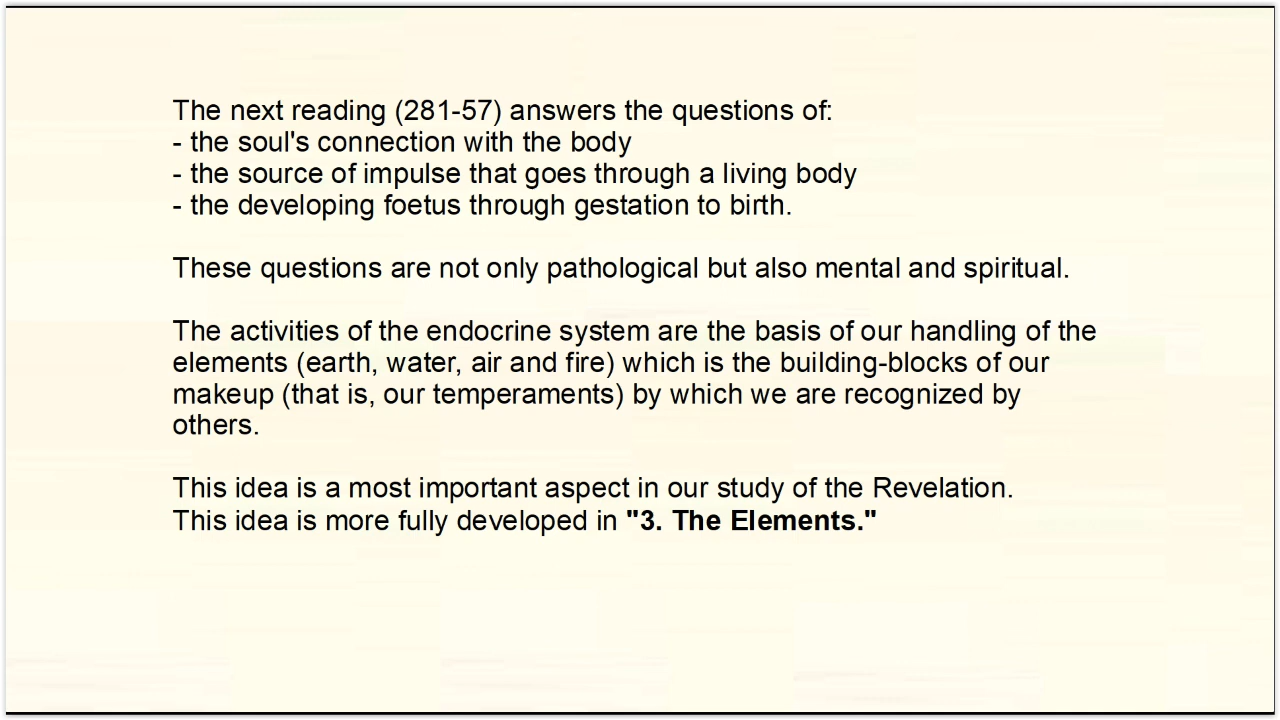 The next reading (281-57) answers the questions of:
- the soul's connection with the body
- the source of impulse that goes through a living body
- the developing foetus through gestation to birth.
These questions are not only pathological but also mental and spiritual.
The activities of the endocrine system are the basis of our handling of the
elements (earth, water, air and fire) which is the building-blocks of our
makeup (that is, our temperaments) by which we are recognized by
others.
This idea is a most important aspect in our study of the Revelation.
This idea is more fully developed in "3. The Elements."